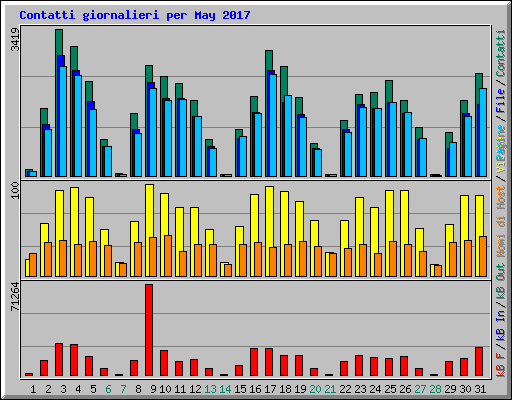 Contatti giornalieri per May 2017
3419
100
71264
kB F / kB In / kB Out Nomi di Host / Vi Pagine / File / Contatti
1 2 3 4 5 6 7 8 9 10 11 12 13 14 15 16 17 18 19 20 21 22 23 24 25 26 27 28 29 30 31